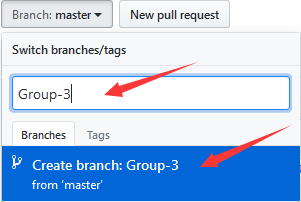 Branch: master New pull request
Switch branches/tags
Group-3
Branches Tags
Create branch: Group-3
from ‘master’